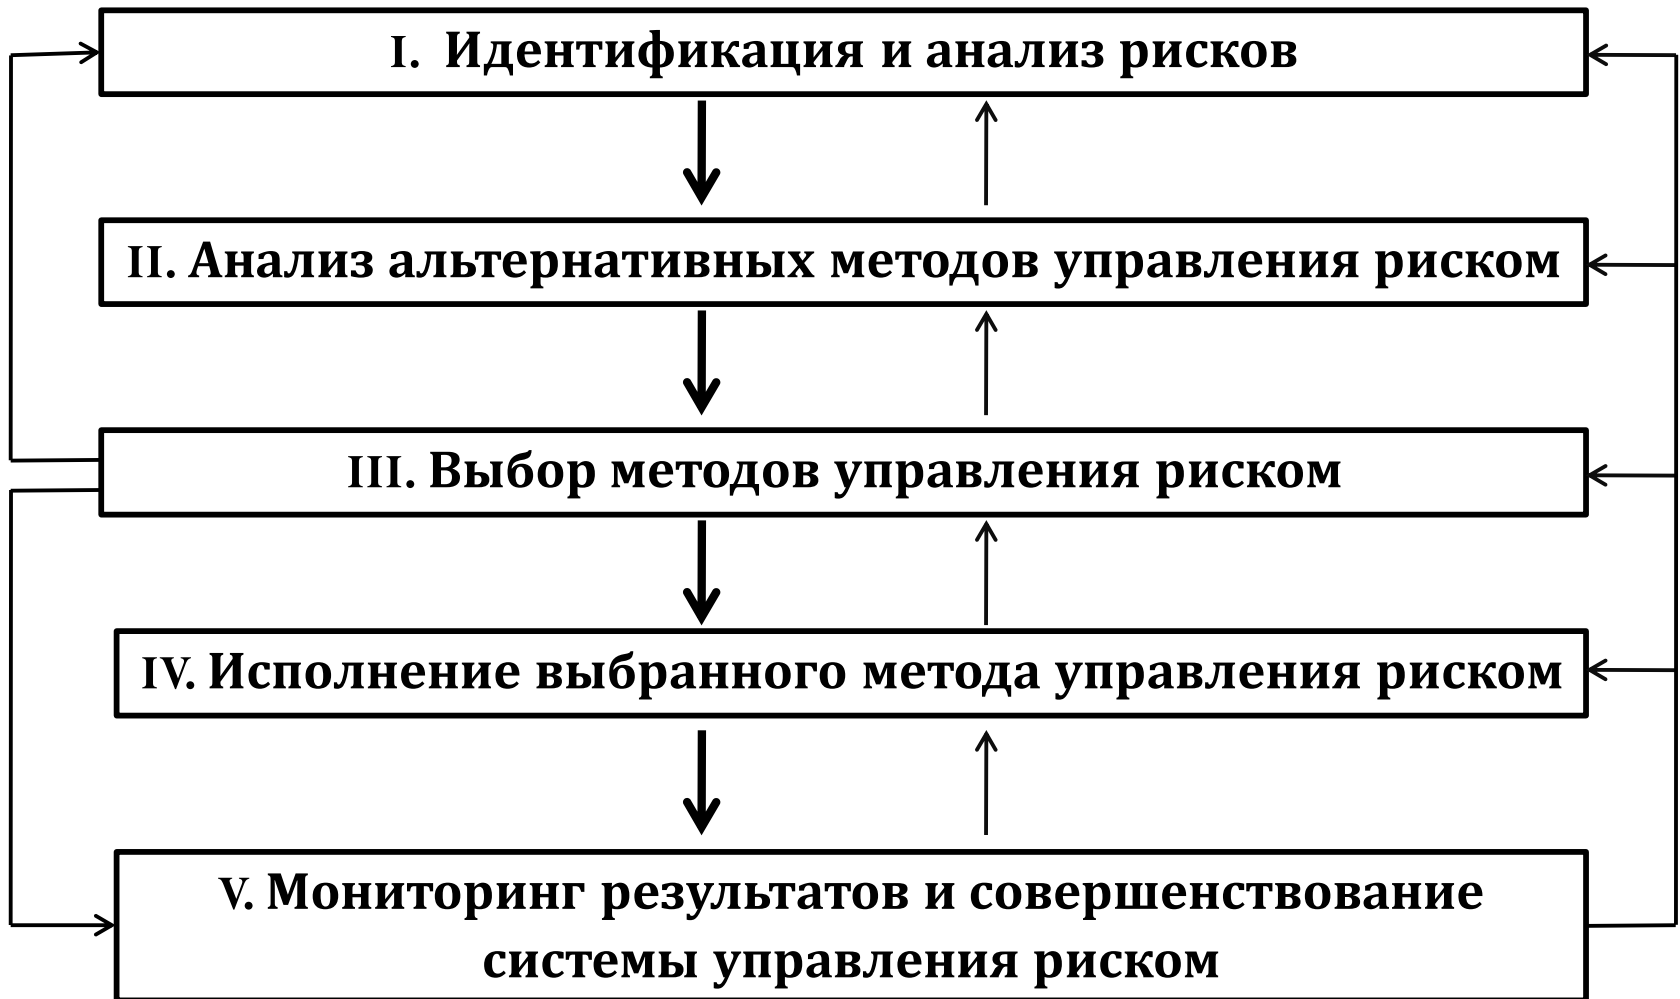 I. Идентификация и анализ рисков
II. Анализ альтернативных методов управления риском
III. Выбор методов управления риском
IV. Исполнение выбранного метода управления риском
V. Мониторинг результатов и совершенствование
системы управления риском